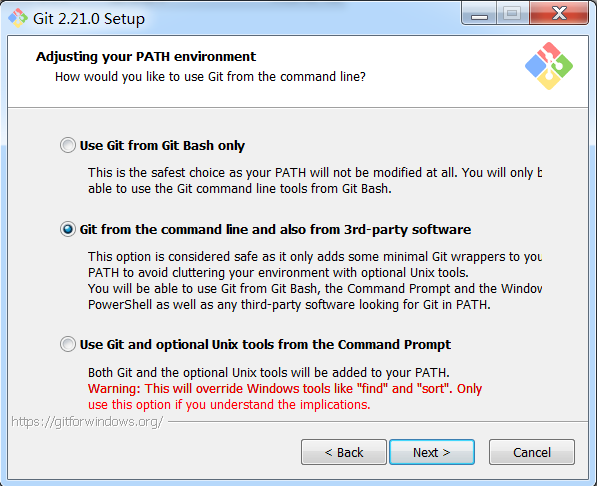 Git 2.21.0 Setup
Adjusting your PATH environment
How would you like to use Git from the command line?
Use Git from Git Bash only
This is the safest choice as your PATH will not be modified at all. You will only
able to use the Git command line tools from Git Bash.
Git from the command line and also from 3rd-party software
This option is considered safe as it only adds some minimal Git wrappers to you
PATH to avoid cluttering your environment with optional Unix tools.
You will be able to use Git from Git Bash, the Command Prompt and the Window
PowerShell as well as any third-party software looking for Git in PATH.
Use Git and optional Unix tools from the Command Prompt
Both Git and the optional Unix tools will be added to your PATH.
Warning: This will override Windows tools like "find" and "sort". Only
use this option if you understand the implications.
https://gitforwindows.org/
< Back Next > Cancel